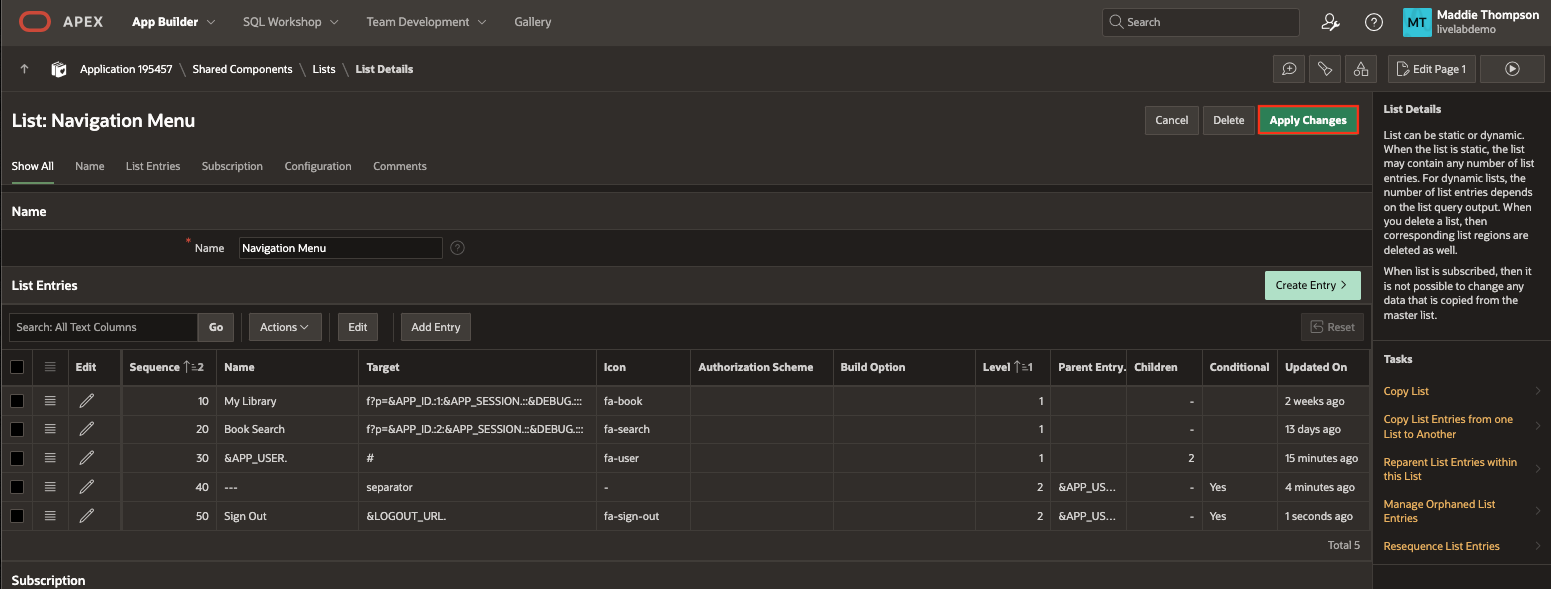 APEX App Builder SQL Workshop Team Development Gallery Search Maddie Thompson
MT livelabdemo
Application 195457 \ Shared Components \ Lists \ List Details Edit Page 1
List: Navigation Menu Cancel Delete Apply Changes
Show All Name List Entries Subscription Configuration Comments
Name
* Name Navigation Menu
List Entries Create Entry
Search: All Text Columns Go Actions Edit Add Entry Reset
Edit Sequence 2 Name Target Icon Authorization Scheme Build Option Level 1 Parent Entry. Children Conditional Updated On
10 My Library f?p=&APP_ID.:1:&APP_SESSION.::&DEBUG.::: fa-book 1 - 2 weeks ago
20 Book Search f?p=&APP_ID.:2:&APP_SESSION.::&DEBUG.::: fa-search 1 - 13 days ago
30 &APP_USER. # fa-user 1 2 15 minutes ago
40 --- separator - 2 &APP_US... - Yes 4 minutes ago
50 Sign Out &LOGOUT_URL. fa-sign-out 2 &APP_US... - Yes 1 seconds ago
Total 5
Subscription
List Details
List can be static or dynamic.
When the list is static, the list
may contain any number of list
entries. For dynamic lists, the
number of list entries depends
on the list query output. When
you delete a list, then
corresponding list regions are
deleted as well.
When list is subscribed, then it
is not possible to change any
data that is copied from the
master list.
Tasks
Copy List
Copy List Entries from one
List to Another
Reparent List Entries within
this List
Manage Orphaned List
Entries
Resequence List Entries